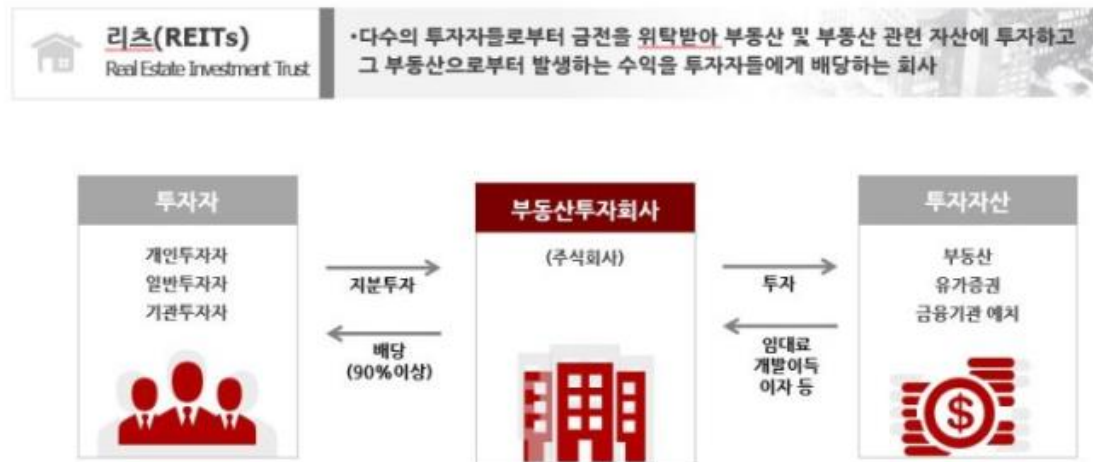 리츠(REITs)
Real Estate Investment Trust
•다수의 투자자들로부터 금전을 위탁받아 부동산 및 부동산 관련 자산에 투자하고
그 부동산으로부터 발생하는 수익을 투자자들에게 배당하는 회사
투자자
개인투자자
일반투자자
기관투자자
지분투자
배당
(90%이상)
부동산투자회사
(주식회사)
투자
임대료
개발이득
이자 등
투자자산
부동산
유가증권
금융기관 예치
$